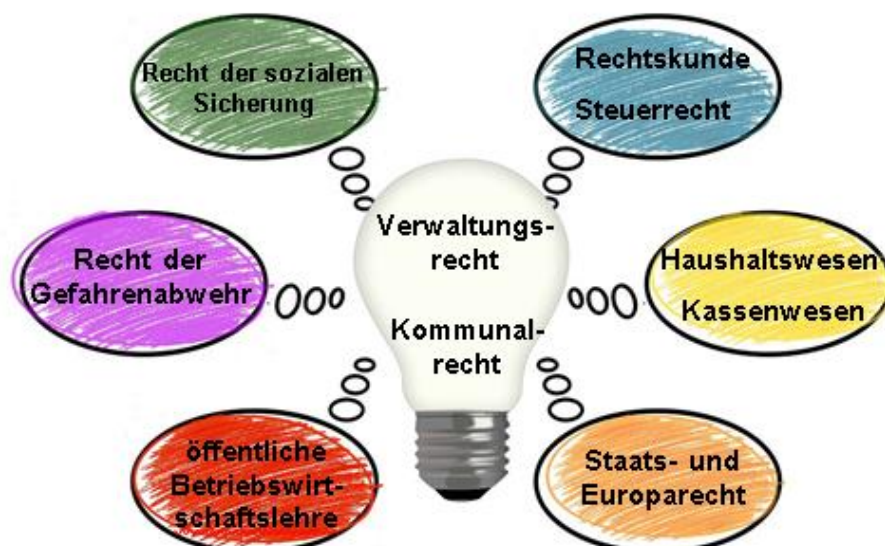 Recht der sozialen
Sicherung
Rechtskunde
Steuerrecht
Verwaltungs-
recht
Kommunal-
recht
Recht der
Gefahrenabwehr
Haushaltswesen
Kassenwesen
öffentliche
Betriebswirt-
schaftslehre
Staats- und
Europarecht